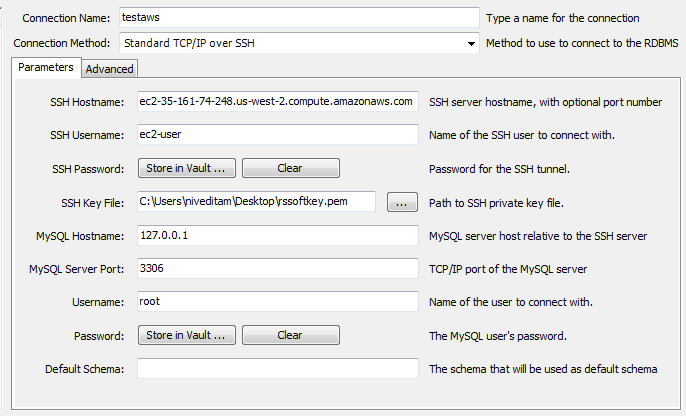 Connection Name: testaws Type a name for the connection
Connection Method: Standard TCP/IP over SSH Method to use to connect to the RDBMS
Parameters Advanced
SSH Hostname: ec2-35-161-74-248.us-west-2.compute.amazonaws.com SSH server hostname, with optional port number
SSH Username: ec2-user Name of the SSH user to connect with.
SSH Password: Store in Vault ... Clear Password for the SSH tunnel.
SSH Key File: C:\Users\niveditam\Desktop\rssoftkey.pem ... Path to SSH private key file.
MySQL Hostname: 127.0.0.1 MySQL server host relative to the SSH server
MySQL Server Port: 3306 TCP/IP port of the MySQL server
Username: root Name of the user to connect with.
Password: Store in Vault ... Clear The MySQL user's password.
Default Schema: The schema that will be used as default schema